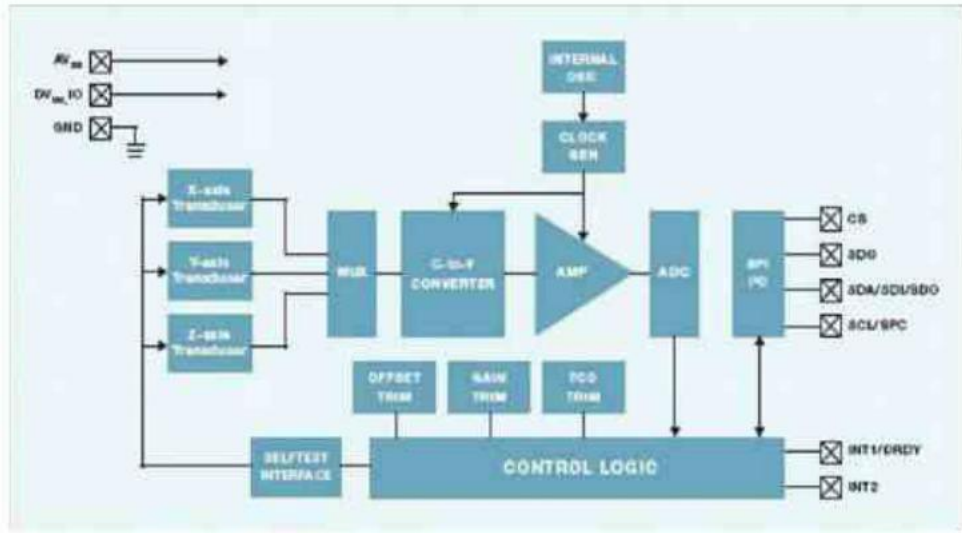 AVDD
DVDD_IO
GND
INTERNAL
OSC
CLOCK
GEN
X-axis
Transducer
Y-axis
Transducer
Z-axis
Transducer
MUX
C-to-V
CONVERTER
AMP
ADC
SPI
I²C
CS
SDO
SDA/SDI/SDO
SCL/SPC
OFFSET
TRIM
GAIN
TRIM
TCO
TRIM
SELFTEST
INTERFACE
CONTROL LOGIC
INT1/DRDY
INT2